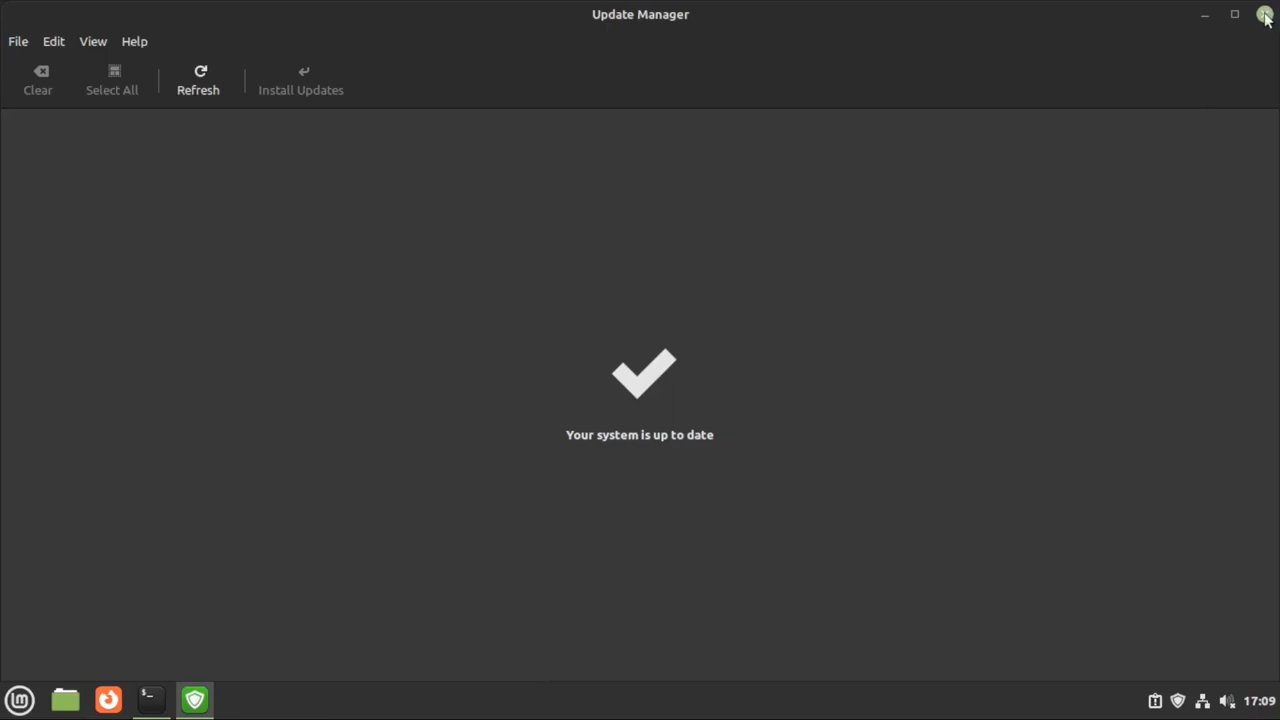 Update Manager
File Edit View Help
Clear Select All Refresh Install Updates
Your system is up to date
17:09